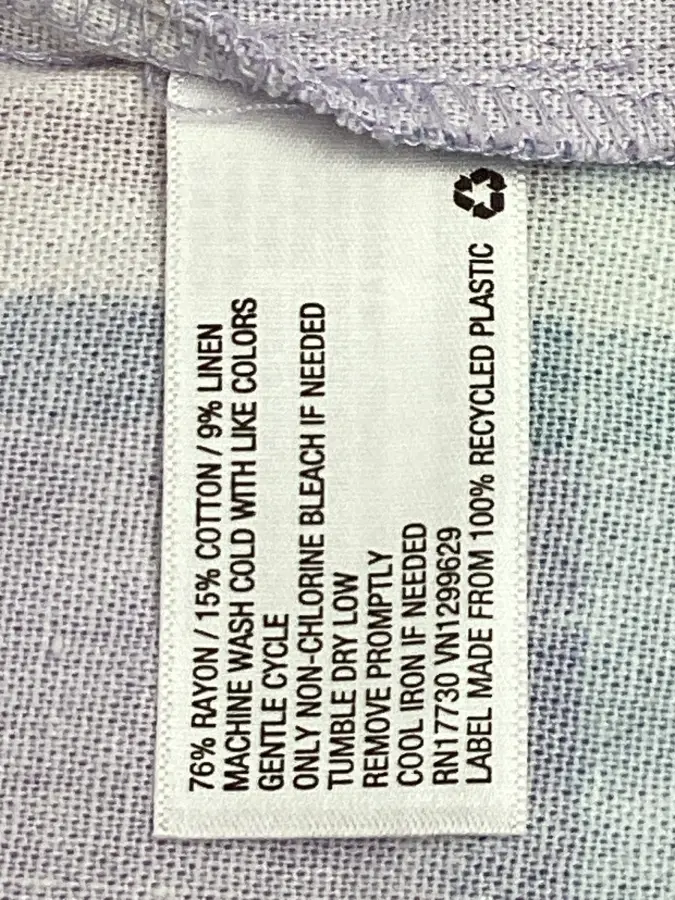 76% RAYON / 15% COTTON / 9% LINEN
MACHINE WASH COLD WITH LIKE COLORS
GENTLE CYCLE
ONLY NON-CHLORINE BLEACH IF NEEDED
TUMBLE DRY LOW
REMOVE PROMPTLY
COOL IRON IF NEEDED
RN17730 VN1299629
LABEL MADE FROM 100% RECYCLED PLASTIC